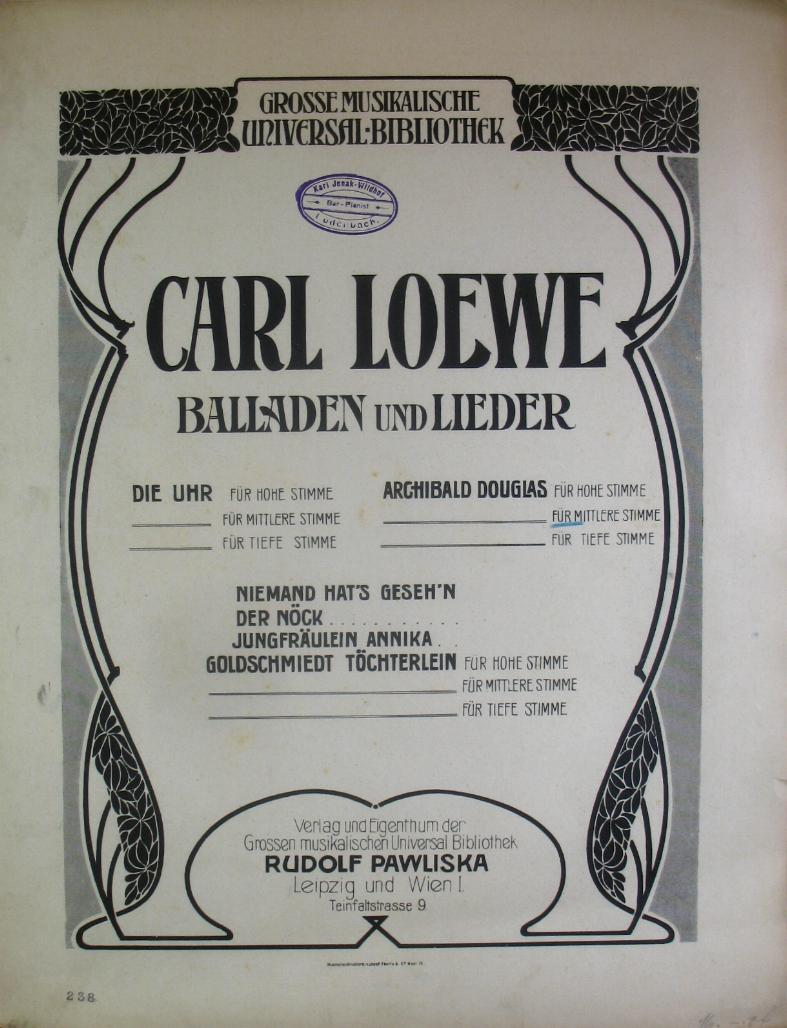 GROSSE MUSIKALISCHE
UNIVERSAL-BIBLIOTHEK
Karl Jenak-Wildhof
Bar-Pianist
CARL LOEWE
BALLADEN UND LIEDER
DIE UHR FÜR HOHE STIMME
FÜR MITTLERE STIMME
FÜR TIEFE STIMME
ARCHIBALD DOUGLAS FÜR HOHE STIMME
FÜR MITTLERE STIMME
FÜR TIEFE STIMME
NIEMAND HAT'S GESEH'N
DER NÖCK . . . . . . . . . . .
JUNGFRÄULEIN ANNIKA . .
GOLDSCHMIEDT TÖCHTERLEIN FÜR HOHE STIMME
FÜR MITTLERE STIMME
FÜR TIEFE STIMME
Verlag und Eigenthum der
Grossen musikalischen Universal Bibliothek
RUDOLF PAWLISKA
Leipzig und Wien I.
Teinfaltstrasse 9.
238